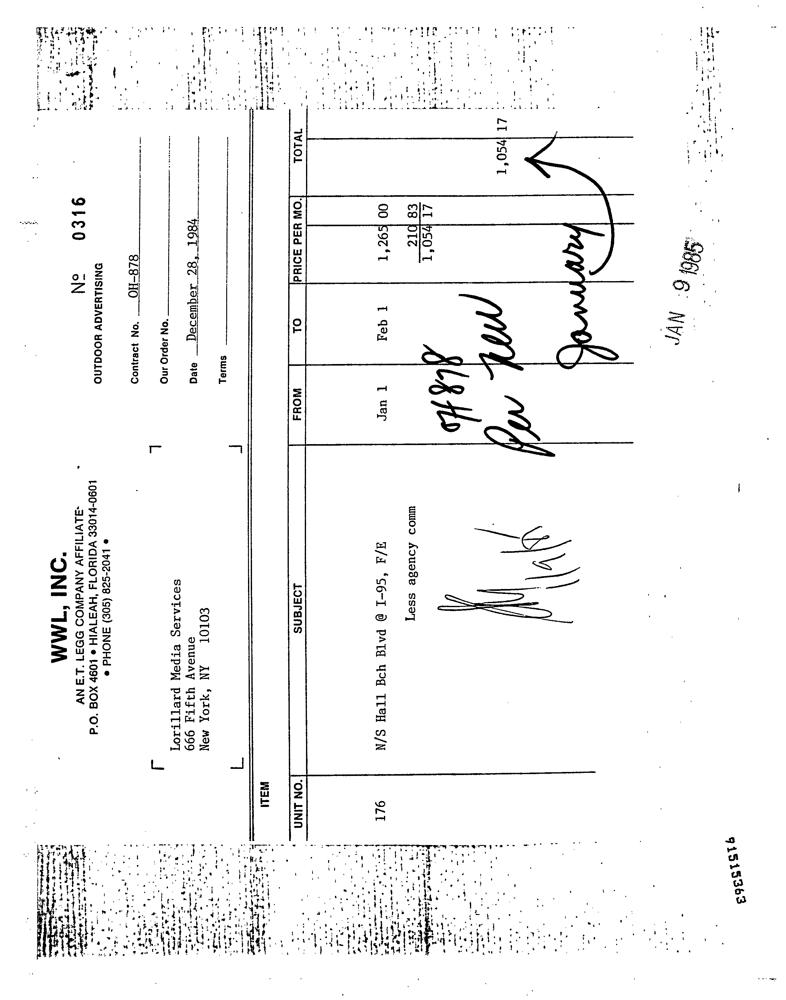 WWL, INC.
AN E.T. LEGG COMPANY AFFILIATE
P.O. BOX 4601 • HIALEAH, FLORIDA 33014-0601
• PHONE (305) 825-2041 •
Nº 0316
OUTDOOR ADVERTISING
Contract No. OH-878
Our Order No.
Date December 28, 1984
Terms
Lorillard Media Services
666 Fifth Avenue
New York, NY 10103
ITEM
UNIT NO. SUBJECT FROM TO PRICE PER MO. TOTAL
176 N/S Hall Bch Blvd @ I-95, F/E Jan 1 Feb 1 1,265 00
Less agency comm 210 83
1,054 17
OH878
Per New
1,054 17
January
JAN 9 1985
91515363